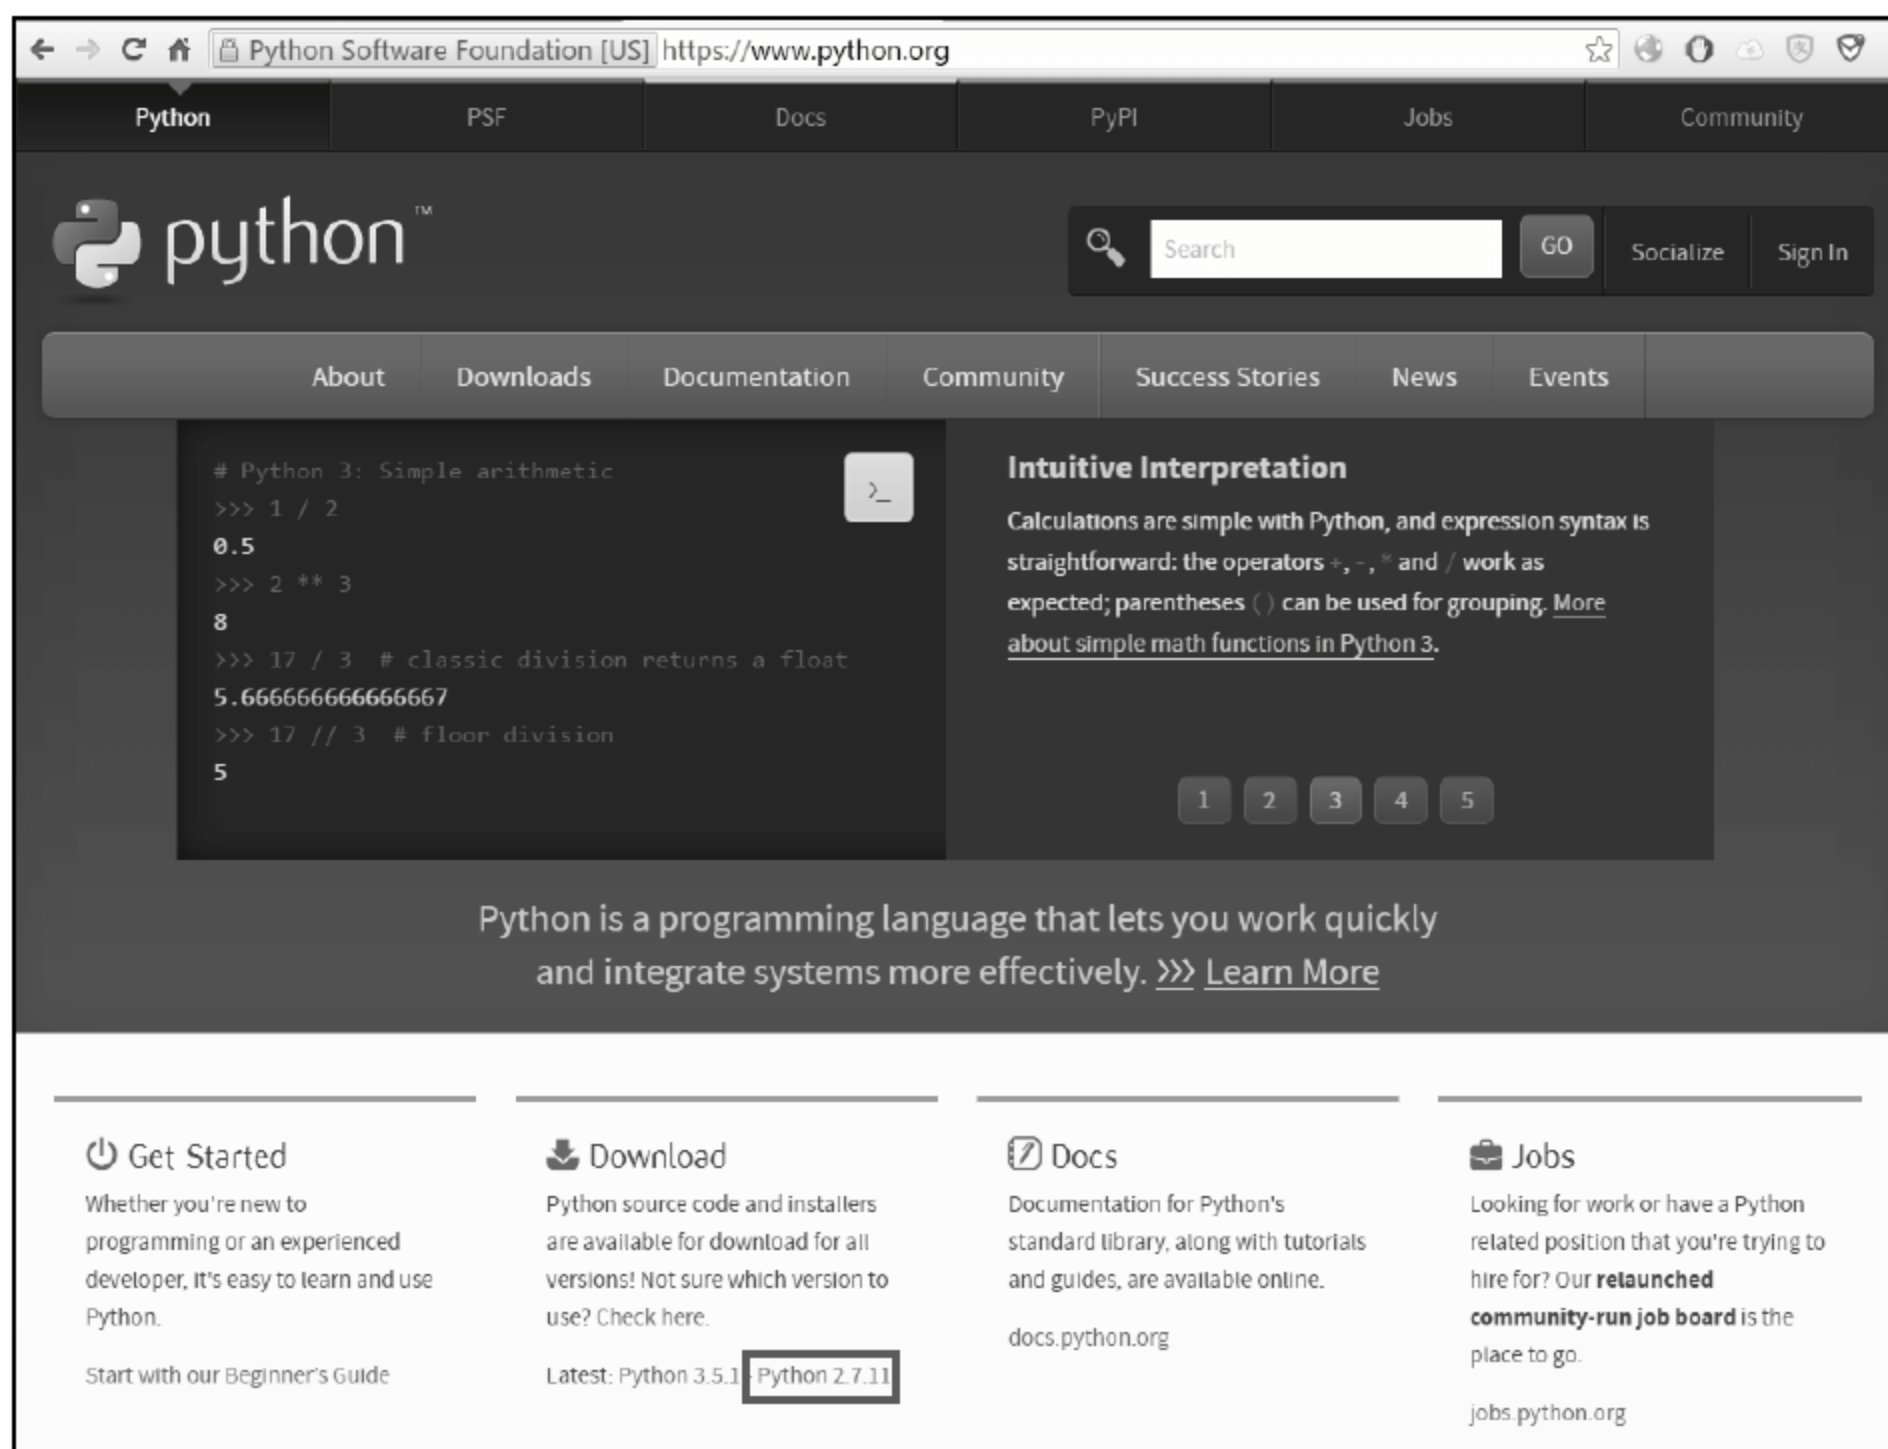 Python Software Foundation [US] https://www.python.org
Python PSF Docs PyPI Jobs Community
python™
Search GO Socialize Sign In
About Downloads Documentation Community Success Stories News Events
# Python 3: Simple arithmetic
>>> 1 / 2
0.5
>>> 2 ** 3
8
>>> 17 / 3  # classic division returns a float
5.666666666666667
>>> 17 // 3  # floor division
5
>_
Intuitive Interpretation
Calculations are simple with Python, and expression syntax is
straightforward: the operators +, -, * and / work as
expected; parentheses () can be used for grouping. More
about simple math functions in Python 3.
1 2 3 4 5
Python is a programming language that lets you work quickly
and integrate systems more effectively. >>> Learn More
Get Started
Whether you're new to
programming or an experienced
developer, it's easy to learn and use
Python.
Start with our Beginner's Guide
Download
Python source code and installers
are available for download for all
versions! Not sure which version to
use? Check here.
Latest: Python 3.5.1 - Python 2.7.11
Docs
Documentation for Python's
standard library, along with tutorials
and guides, are available online.
docs.python.org
Jobs
Looking for work or have a Python
related position that you're trying to
hire for? Our relaunched
community-run job board is the
place to go.
jobs.python.org